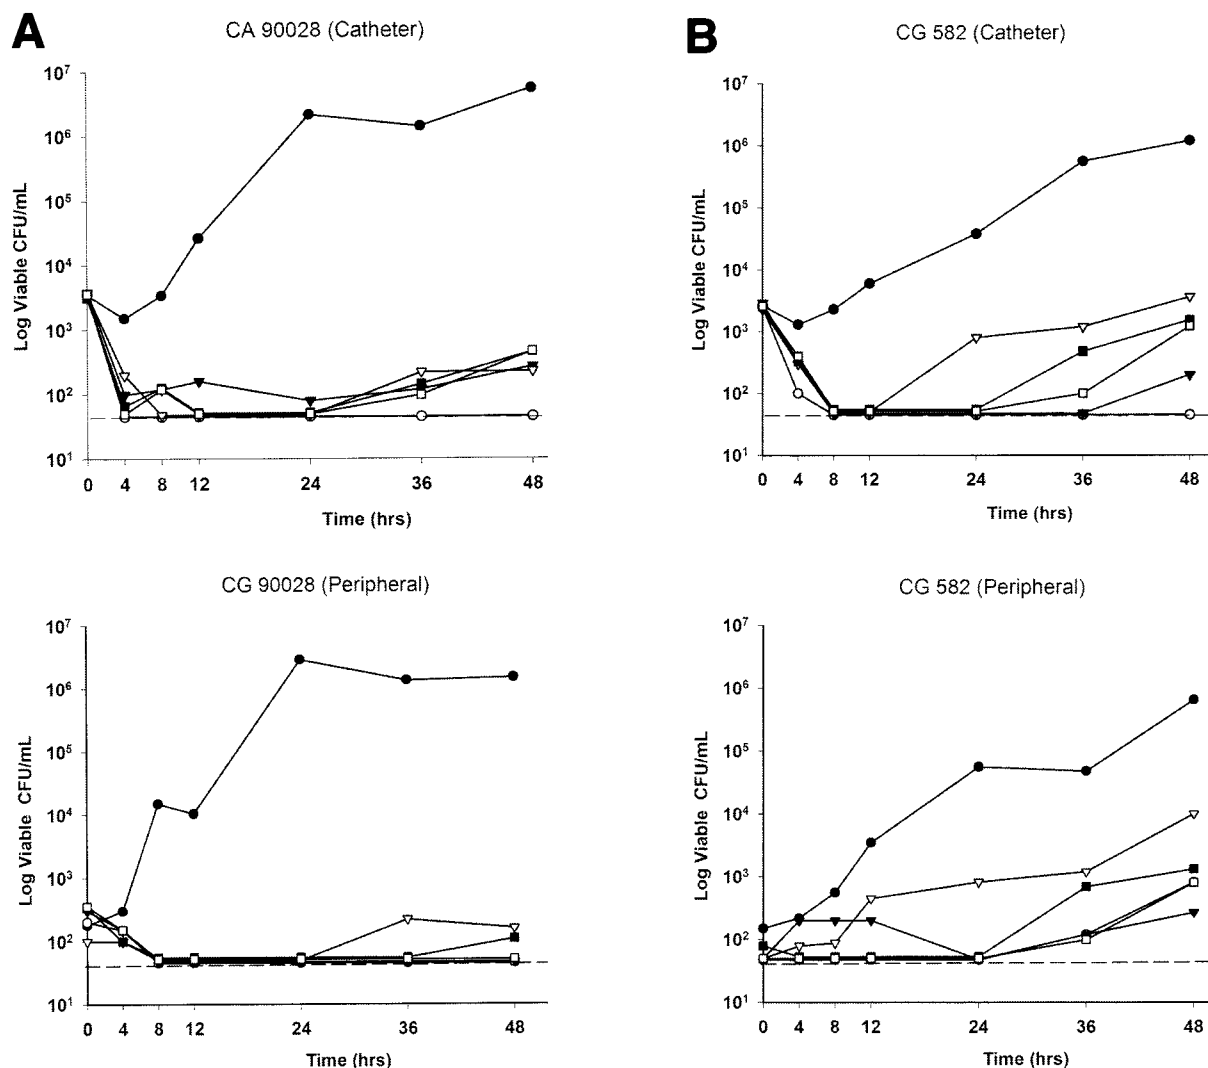 A
CA 90028 (Catheter)
10⁷
10⁶
10⁵
10⁴
10³
10²
10¹
Log Viable CFU/mL
0 4 8 12 24 36 48
Time (hrs)
B
CG 582 (Catheter)
10⁷
10⁶
10⁵
10⁴
10³
10²
10¹
Log Viable CFU/mL
0 4 8 12 24 36 48
Time (hrs)
CG 90028 (Peripheral)
10⁷
10⁶
10⁵
10⁴
10³
10²
10¹
Log Viable CFU/mL
0 4 8 12 24 36 48
Time (hrs)
CG 582 (Peripheral)
10⁷
10⁶
10⁵
10⁴
10³
10²
10¹
Log Viable CFU/mL
0 4 8 12 24 36 48
Time (hrs)